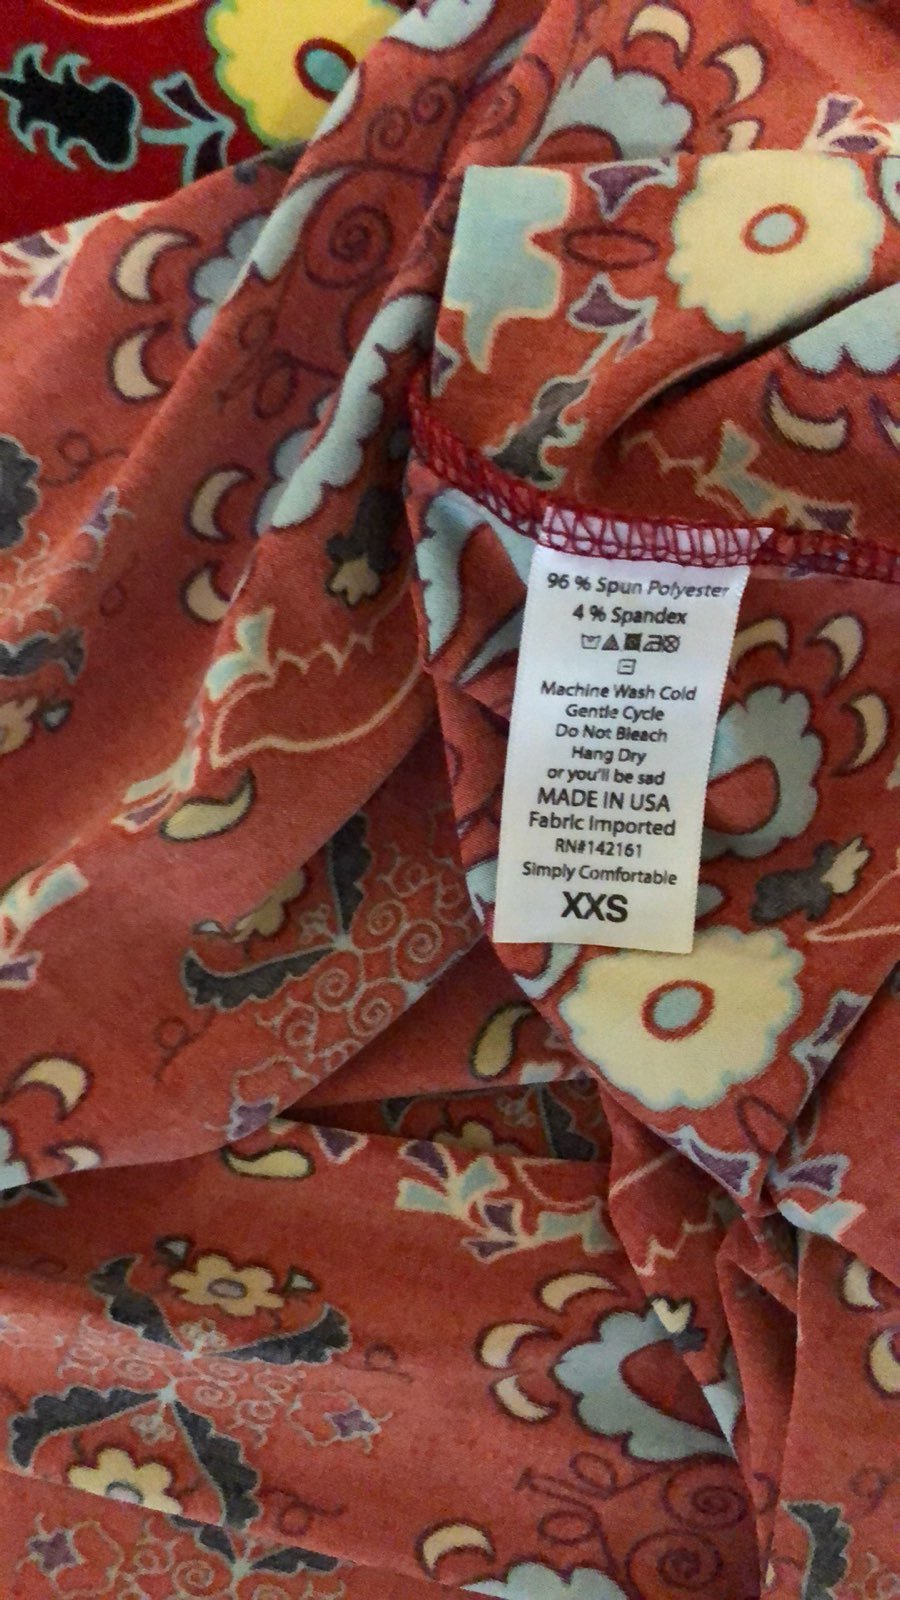 96 % Spun Polyester
4 % Spandex
Machine Wash Cold
Gentle Cycle
Do Not Bleach
Hang Dry
or you'll be sad
MADE IN USA
Fabric Imported
RN#142161
Simply Comfortable
XXS